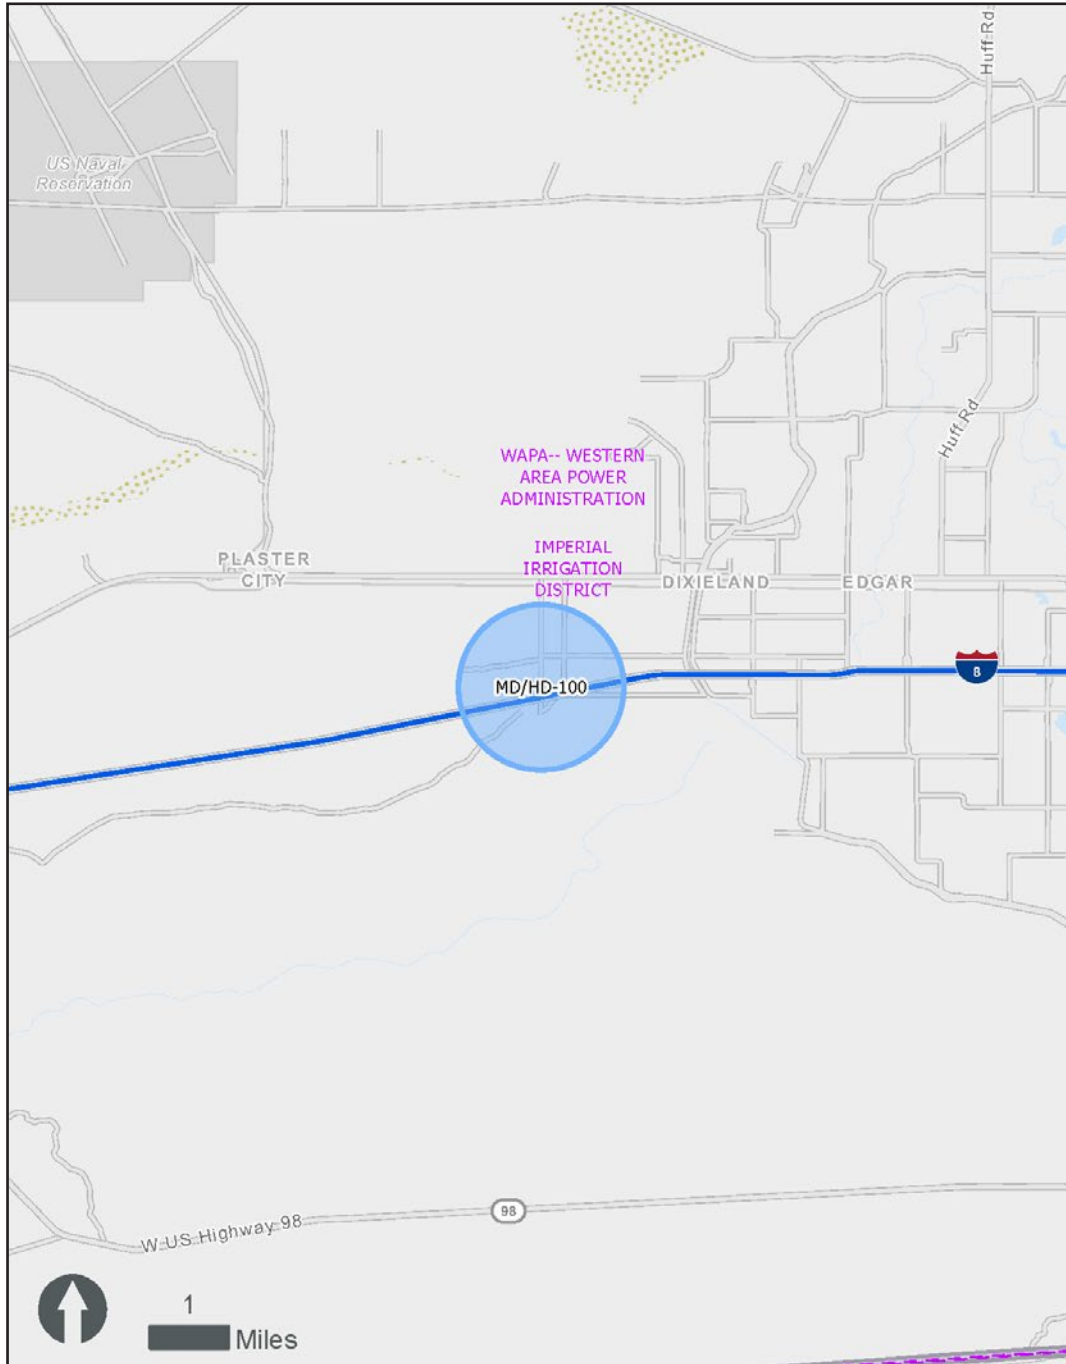 Huff Rd
US Naval
Reservation
Huff Rd
WAPA-- WESTERN
AREA POWER
ADMINISTRATION
IMPERIAL
IRRIGATION
DISTRICT
PLASTER
CITY
DIXIELAND
EDGAR
8
MD/HD-100
98
W US Highway 98
1
Miles